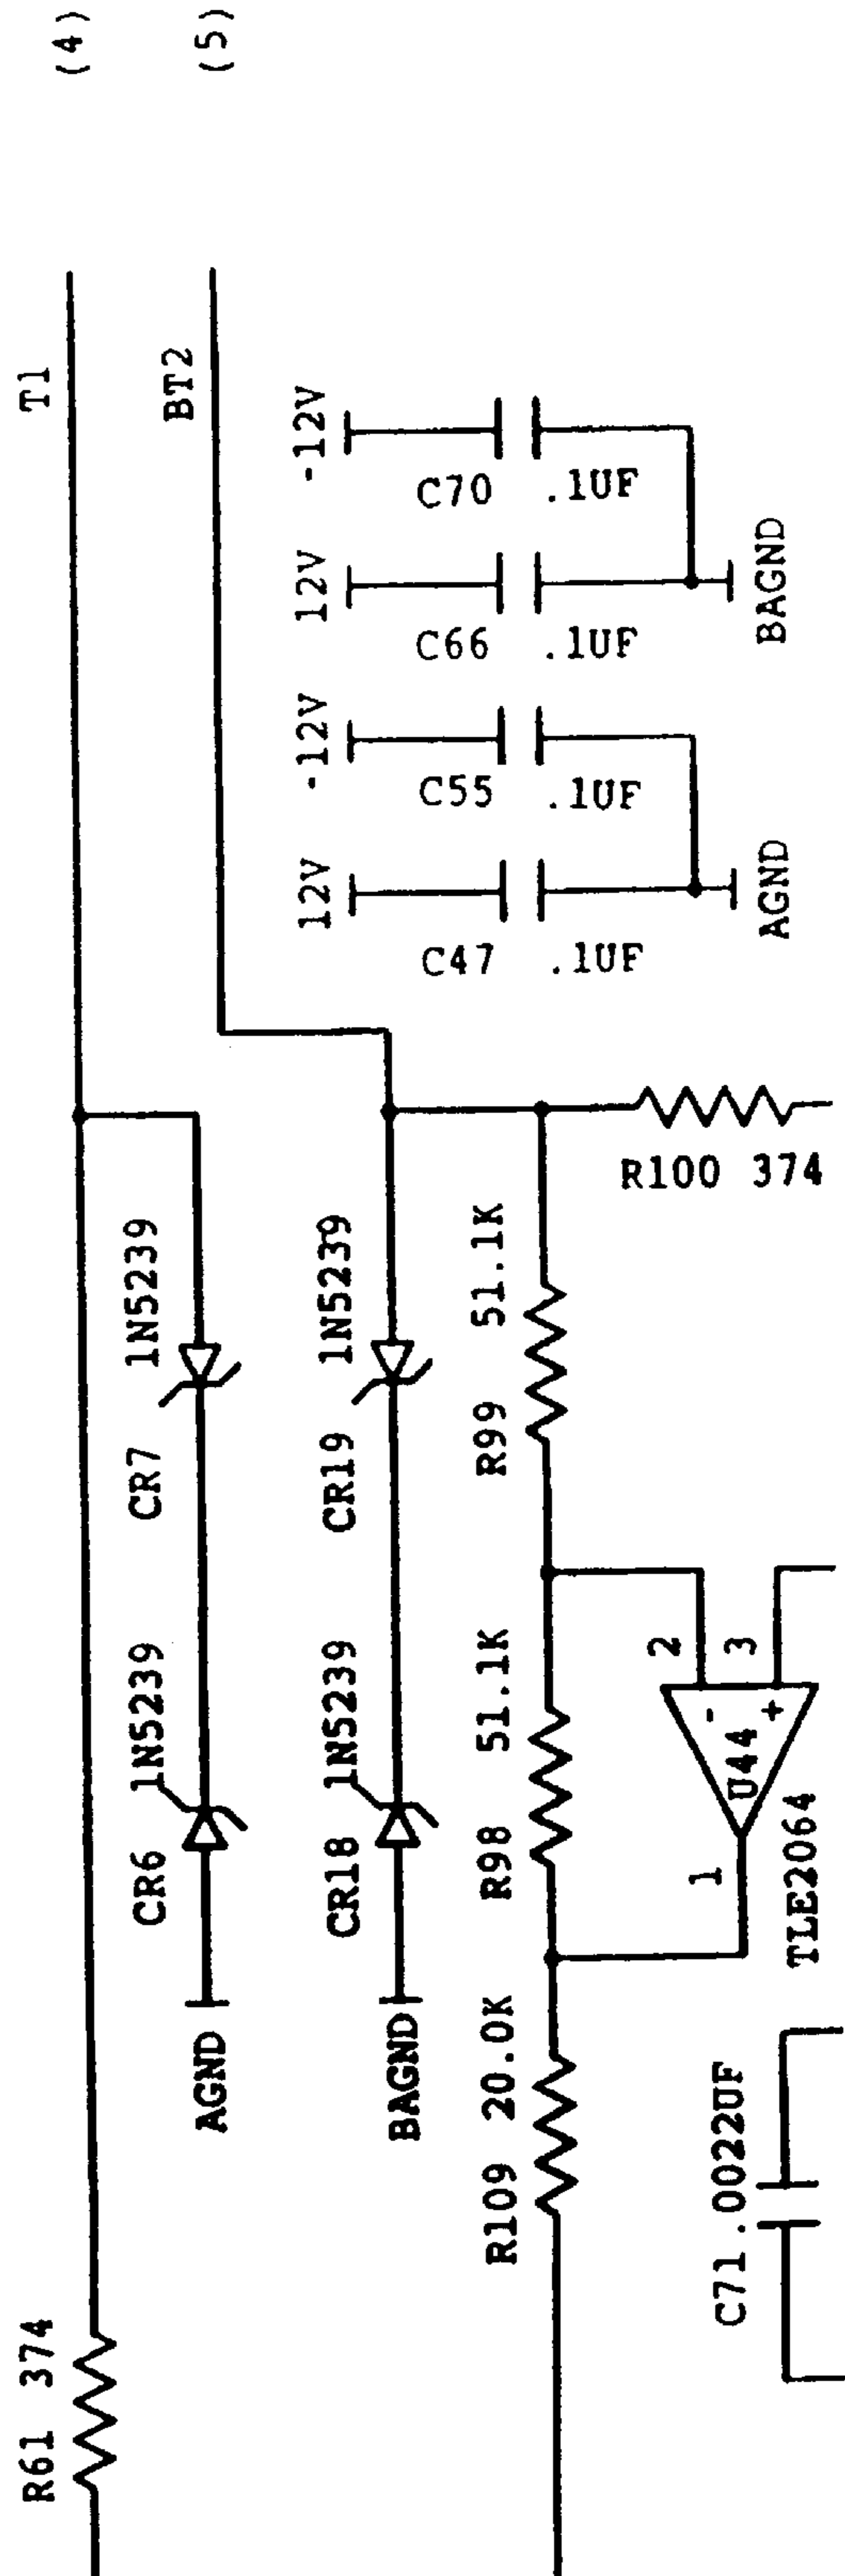 R61 374
T1
(4)
CR6 1N5239
CR7 1N5239
AGND
BT2
(5)
CR18 1N5239
CR19 1N5239
BAGND
12V
-12V
12V
-12V
C47 .1UF
C55 .1UF
C66 .1UF
C70 .1UF
AGND
BAGND
R109 20.0K
R98 51.1K
R99 51.1K
R100 374
1
2
3
-
+
U44
TLE2064
C71 .0022UF